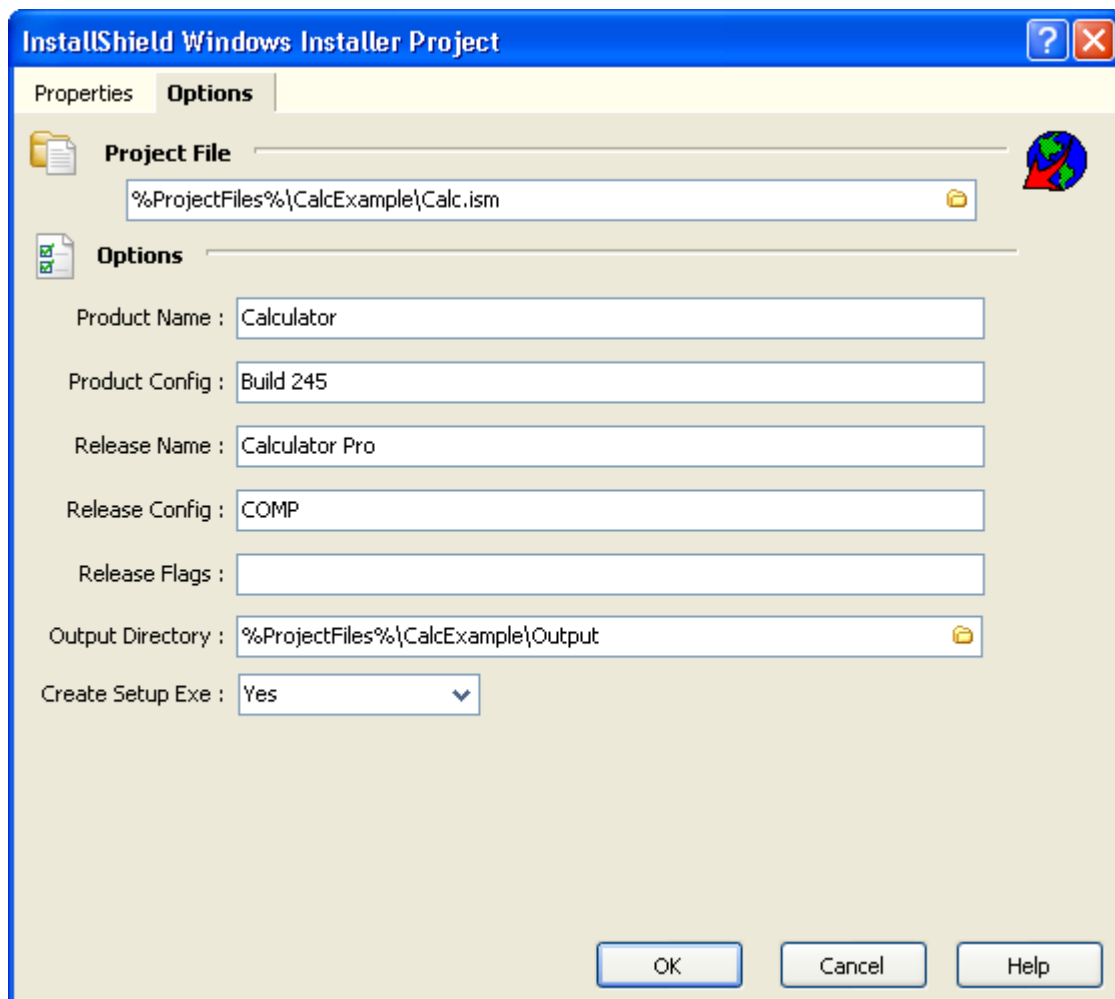 InstallShield Windows Installer Project
Properties Options
Project File
%ProjectFiles%\CalcExample\Calc.ism
Options
Product Name : Calculator
Product Config : Build 245
Release Name : Calculator Pro
Release Config : COMP
Release Flags :
Output Directory : %ProjectFiles%\CalcExample\Output
Create Setup Exe : Yes
OK Cancel Help